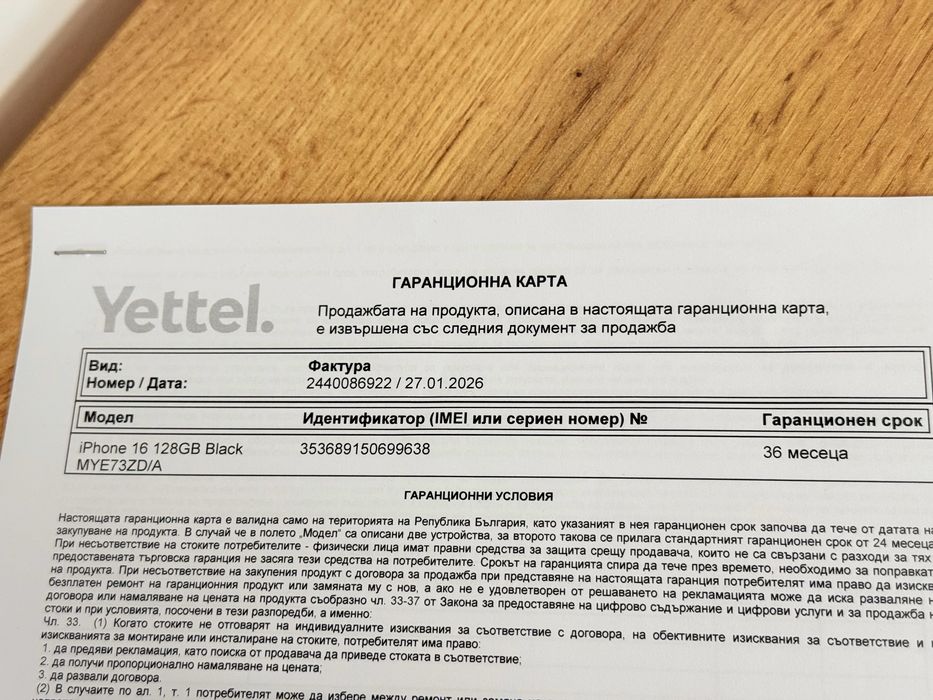 ГАРАНЦИОННА КАРТА
Yettel.
Продажбата на продукта, описана в настоящата гаранционна карта,
е извършена със следния документ за продажба
Вид: Фактура
Номер / Дата: 2440086922 / 27.01.2026
Модел Идентификатор (IMEI или сериен номер) № Гаранционен срок
iPhone 16 128GB Black 353689150699638 36 месеца
MYE73ZD/A
ГАРАНЦИОННИ УСЛОВИЯ
Настоящата гаранционна карта е валидна само на територията на Република България, като указаният в нея гаранционен срок започва да тече от датата на
закупуване на продукта. В случай че в полето „Модел" са описани две устройства, за второто такова се прилага стандартният гаранционен срок от 24 месеца
При несъответствие на стоките потребителите - физически лица имат правни средства за защита срещу продавача, които не са свързани с разходи за тях
предоставената търговска гаранция не засяга тези средства на потребителите. Срокът на гаранцията спира да тече през времето, необходимо за поправкат
на продукта. При несъответствие на закупения продукт с договора за продажба при представяне на настоящата гаранция потребителят има право да изиск
безплатен ремонт на гаранционния продукт или замяната му с нов, а ако не е удовлетворен от решаването на рекламацията може да иска разваляне н
договора или намаляване на цената на продукта съобразно чл. 33-37 от Закона за предоставяне на цифрово съдържание и цифрови услуги и за продажба н
стоки и при условията, посочени в тези разпоредби, а именно:
Чл. 33. (1) Когато стоките не отговарят на индивидуалните изисквания за съответствие с договора, на обективните изисквания за съответствие и
изискванията за монтиране или инсталиране на стоките, потребителят има право:
1. да предяви рекламация, като поиска от продавача да приведе стоката в съответствие;
2. да получи пропорционално намаляване на цената;
3. да развали договора.
(2) В случаите по ал. 1, т. 1 потребителят може да избере между ремонт или